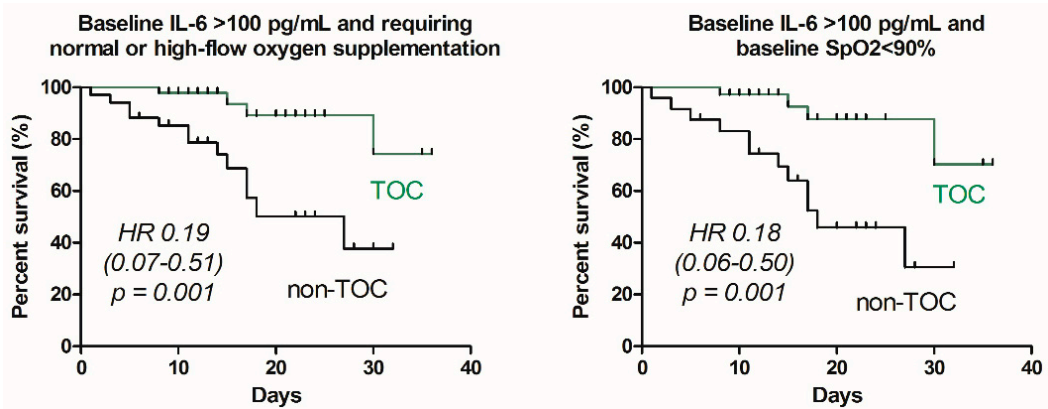 Baseline IL-6 >100 pg/mL and requiring
normal or high-flow oxygen supplementation
Percent survival (%)
100
80
60
40
20
0
TOC
HR 0.19
(0.07-0.51)
p = 0.001
non-TOC
0
10
20
30
40
Days
Baseline IL-6 >100 pg/mL and
baseline SpO2<90%
Percent survival (%)
100
80
60
40
20
0
TOC
HR 0.18
(0.06-0.50)
p = 0.001
non-TOC
0
10
20
30
40
Days